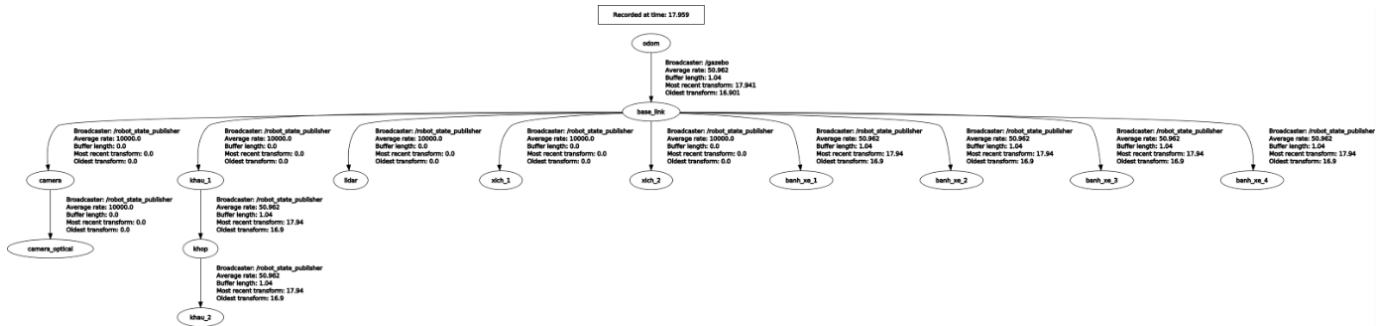 Recorded at time: 17.959
odom
Broadcaster: /gazebo
Average rate: 50.962
Buffer length: 1.04
Most recent transform: 17.941
Oldest transform: 16.901
base_link
Broadcaster: /robot_state_publisher
Average rate: 10000.0
Buffer length: 0.0
Most recent transform: 0.0
Oldest transform: 0.0
Broadcaster: /robot_state_publisher
Average rate: 10000.0
Buffer length: 0.0
Most recent transform: 0.0
Oldest transform: 0.0
Broadcaster: /robot_state_publisher
Average rate: 10000.0
Buffer length: 0.0
Most recent transform: 0.0
Oldest transform: 0.0
Broadcaster: /robot_state_publisher
Average rate: 10000.0
Buffer length: 0.0
Most recent transform: 0.0
Oldest transform: 0.0
Broadcaster: /robot_state_publisher
Average rate: 10000.0
Buffer length: 0.0
Most recent transform: 0.0
Oldest transform: 0.0
Broadcaster: /robot_state_publisher
Average rate: 50.962
Buffer length: 1.04
Most recent transform: 17.94
Oldest transform: 16.9
Broadcaster: /robot_state_publisher
Average rate: 50.962
Buffer length: 1.04
Most recent transform: 17.94
Oldest transform: 16.9
Broadcaster: /robot_state_publisher
Average rate: 50.962
Buffer length: 1.04
Most recent transform: 17.94
Oldest transform: 16.9
Broadcaster: /robot_state_publisher
Average rate: 50.962
Buffer length: 1.04
Most recent transform: 17.94
Oldest transform: 16.9
camera
khau_1
lidar
xich_1
xich_2
banh_xe_1
banh_xe_2
banh_xe_3
banh_xe_4
Broadcaster: /robot_state_publisher
Average rate: 10000.0
Buffer length: 0.0
Most recent transform: 0.0
Oldest transform: 0.0
Broadcaster: /robot_state_publisher
Average rate: 50.962
Buffer length: 1.04
Most recent transform: 17.94
Oldest transform: 16.9
camera_optical
khop
Broadcaster: /robot_state_publisher
Average rate: 50.962
Buffer length: 1.04
Most recent transform: 17.94
Oldest transform: 16.9
khau_2